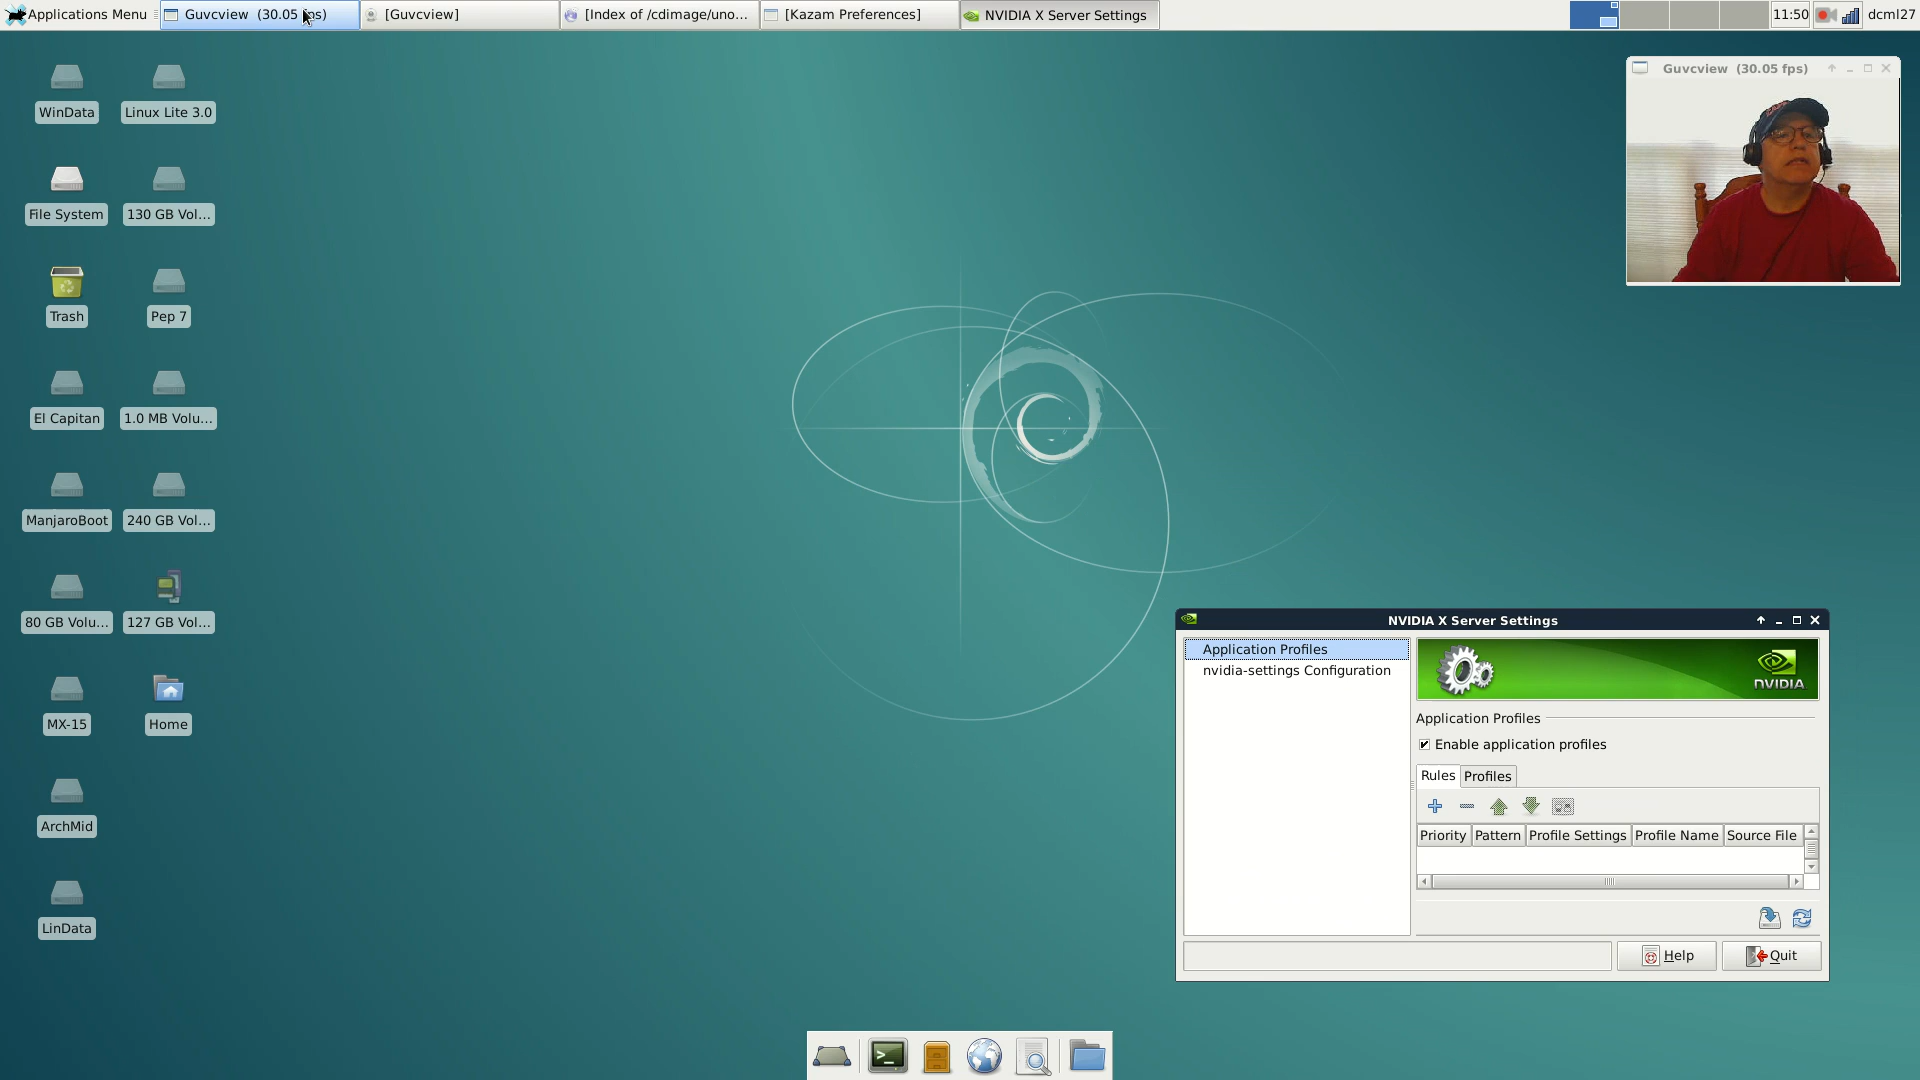 Applications Menu
Guvcview (30.05 fps)
[Guvcview]
[Index of /cdimage/uno...
[Kazam Preferences]
NVIDIA X Server Settings
11:50
dcml27
WinData
Linux Lite 3.0
File System
130 GB Vol...
Trash
Pep 7
El Capitan
1.0 MB Volu...
ManjaroBoot
240 GB Vol...
80 GB Volu...
127 GB Vol...
MX-15
Home
ArchMid
LinData
Guvcview (30.05 fps)
NVIDIA X Server Settings
Application Profiles
nvidia-settings Configuration
NVIDIA
Application Profiles
Enable application profiles
Rules
Profiles
Priority
Pattern
Profile Settings
Profile Name
Source File
Help
Quit